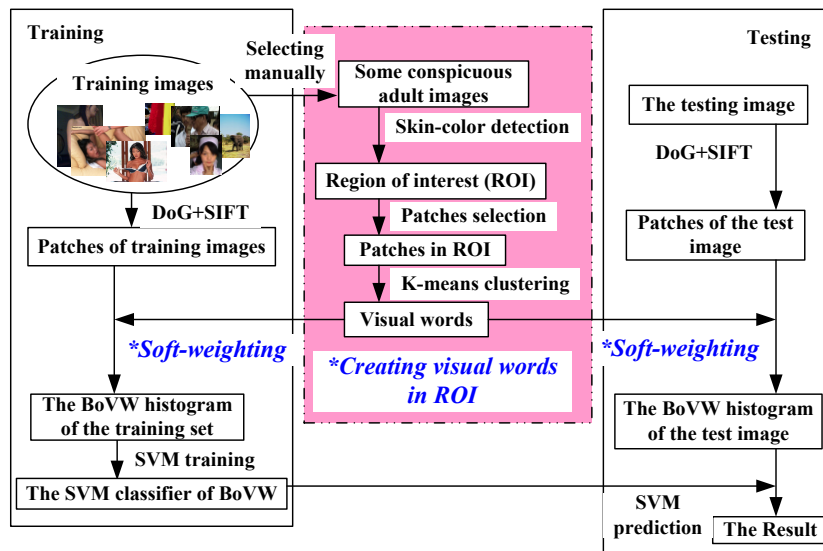 Training
Training images
DoG+SIFT
Patches of training images
*Soft-weighting
The BoVW histogram
of the training set
SVM training
The SVM classifier of BoVW
Selecting
manually
Some conspicuous
adult images
Skin-color detection
Region of interest (ROI)
Patches selection
Patches in ROI
K-means clustering
Visual words
*Creating visual words
in ROI
Testing
The testing image
DoG+SIFT
Patches of the test
image
*Soft-weighting
The BoVW histogram
of the test image
SVM
prediction
The Result